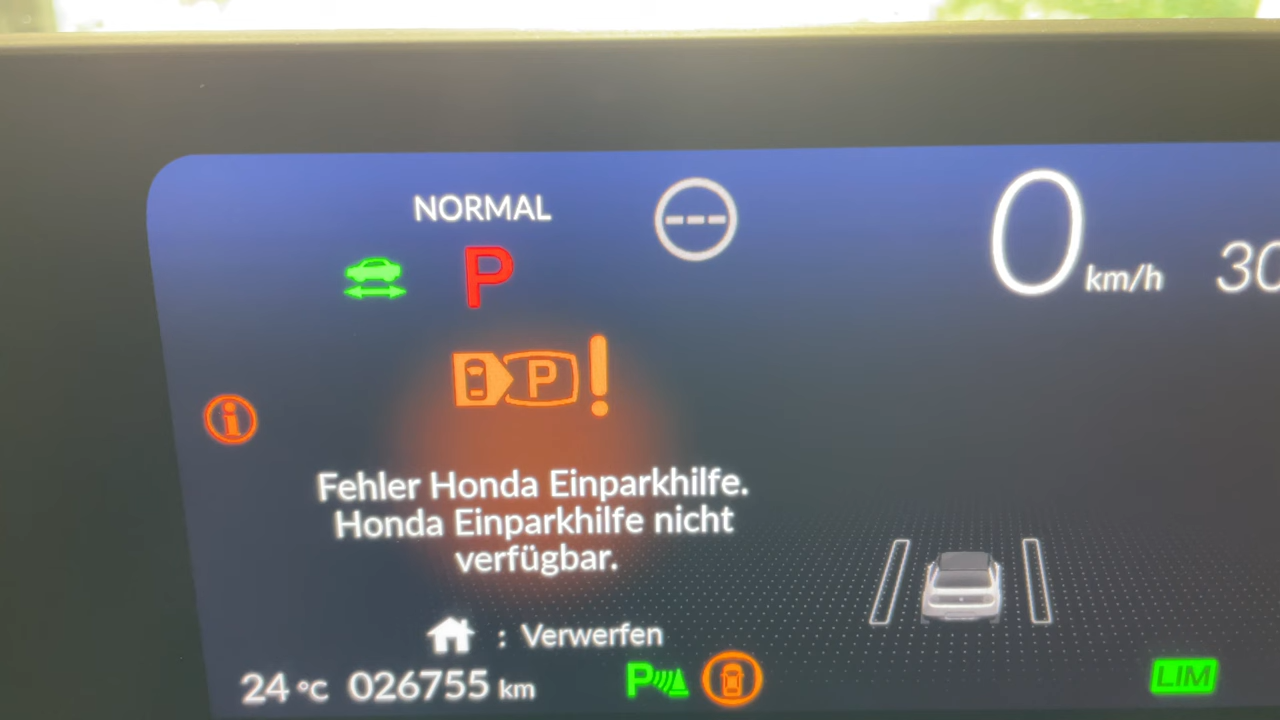 NORMAL
0 km/h
30
P
P
Fehler Honda Einparkhilfe.
Honda Einparkhilfe nicht
verfügbar.
: Verwerfen
24 °C 026755 km
P
LIM